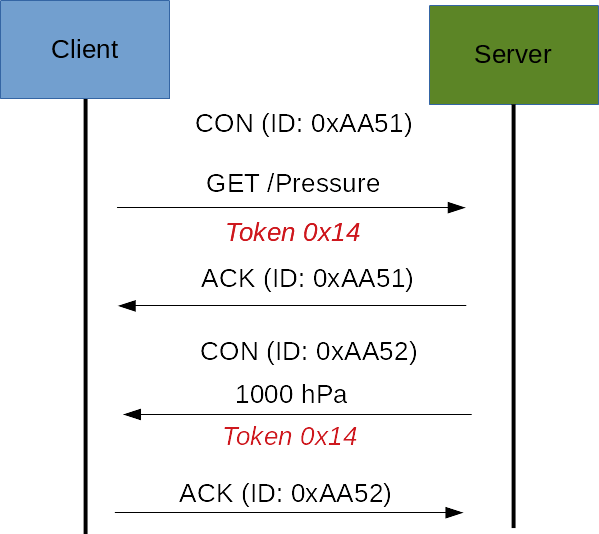 Client
Server
CON (ID: 0xAA51)
GET /Pressure
Token 0x14
ACK (ID: 0xAA51)
CON (ID: 0xAA52)
1000 hPa
Token 0x14
ACK (ID: 0xAA52)